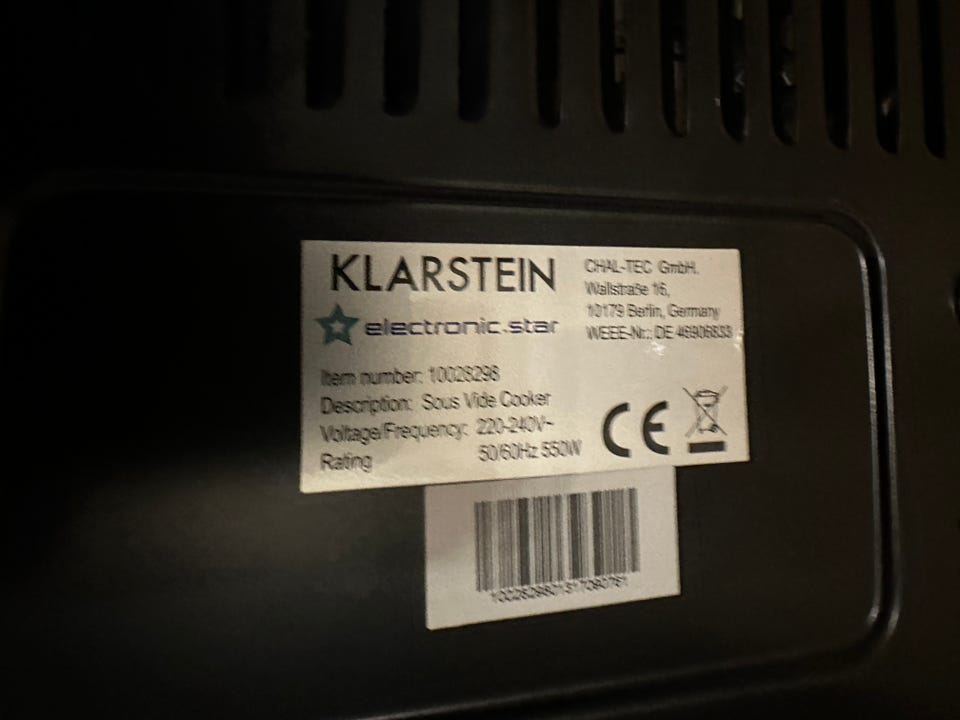 KLARSTEIN
electronic.star
CHAL-TEC GmbH.
Wallstraße 16,
10179 Berlin, Germany
WEEE-Nr.: DE 46906833
Item number: 10028298
Description: Sous Vide Cooker
Voltage/Frequency: 220-240V~
50/60Hz 550W
Rating
CE